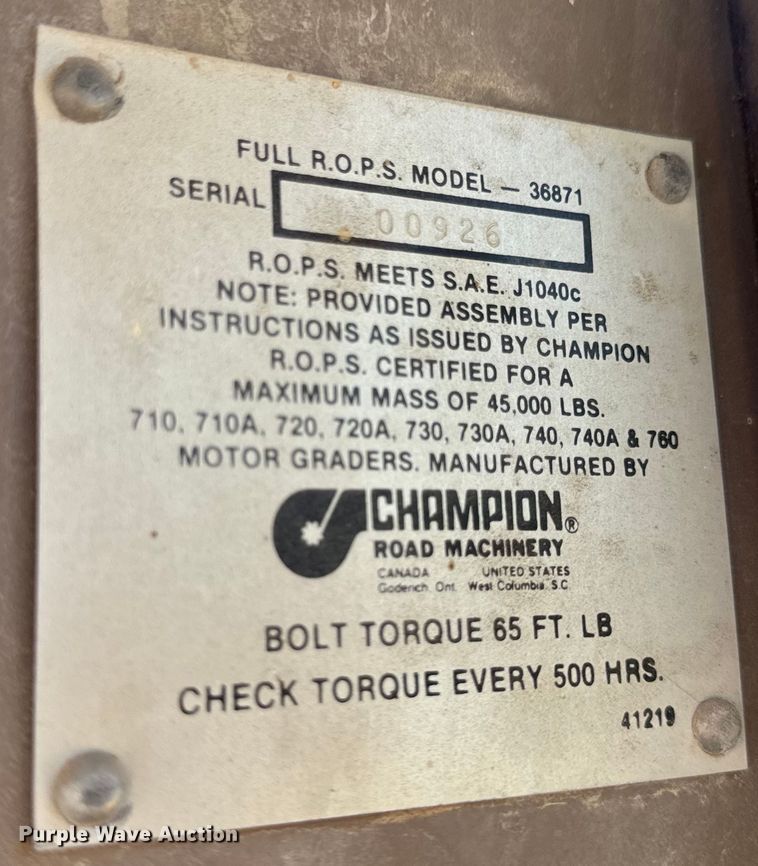 FULL R.O.P.S. MODEL — 36871
SERIAL 00926
R.O.P.S. MEETS S.A.E. J1040c
NOTE: PROVIDED ASSEMBLY PER
INSTRUCTIONS AS ISSUED BY CHAMPION
R.O.P.S. CERTIFIED FOR A
MAXIMUM MASS OF 45,000 LBS.
710, 710A, 720, 720A, 730, 730A, 740, 740A & 760
MOTOR GRADERS. MANUFACTURED BY
CHAMPION®
ROAD MACHINERY
CANADA UNITED STATES
Goderich, Ont. West Columbia, S.C.
BOLT TORQUE 65 FT. LB
CHECK TORQUE EVERY 500 HRS.
41219
Purple Wave Auction